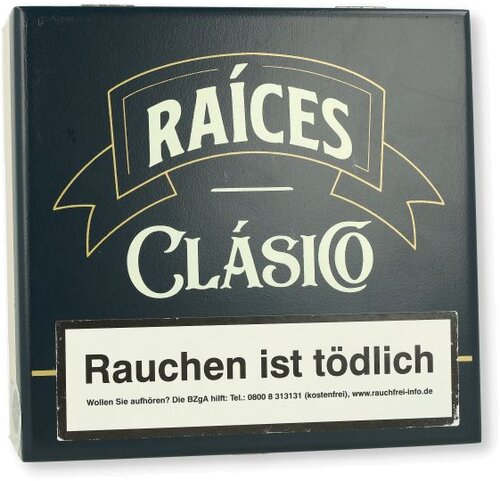 RAÍCES
CLÁSICO
Rauchen ist tödlich
Wollen Sie aufhören? Die BZgA hilft: Tel.: 0800 8 313131 (kostenfrei), www.rauchfrei-info.de